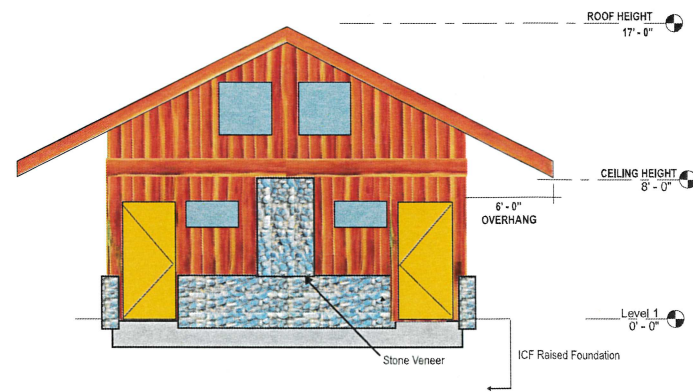 ROOF HEIGHT
17' - 0"
CEILING HEIGHT
8' - 0"
6' - 0"
OVERHANG
Level 1
0' - 0"
Stone Veneer
ICF Raised Foundation